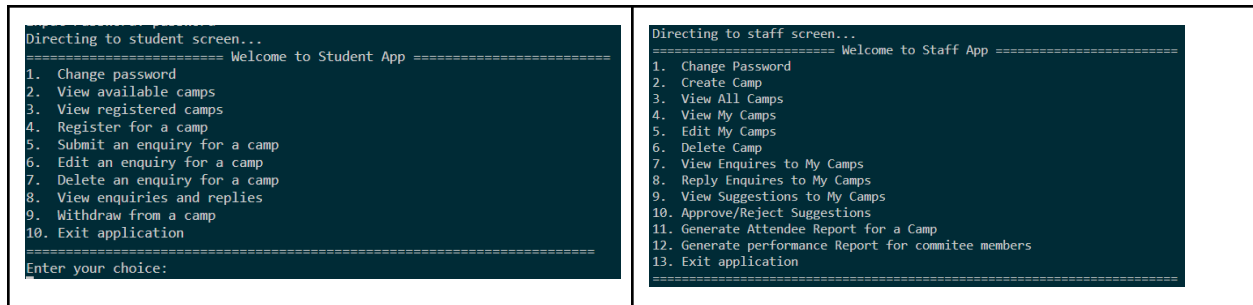 Directing to student screen...
========================= Welcome to Student App =========================
1. Change password
2. View available camps
3. View registered camps
4. Register for a camp
5. Submit an enquiry for a camp
6. Edit an enquiry for a camp
7. Delete an enquiry for a camp
8. View enquiries and replies
9. Withdraw from a camp
10. Exit application
========================================================================
Enter your choice:
Directing to staff screen...
======================= Welcome to Staff App =======================
1. Change Password
2. Create Camp
3. View All Camps
4. View My Camps
5. Edit My Camps
6. Delete Camp
7. View Enquires to My Camps
8. Reply Enquires to My Camps
9. View Suggestions to My Camps
10. Approve/Reject Suggestions
11. Generate Attendee Report for a Camp
12. Generate performance Report for commitee members
13. Exit application
==================================================================